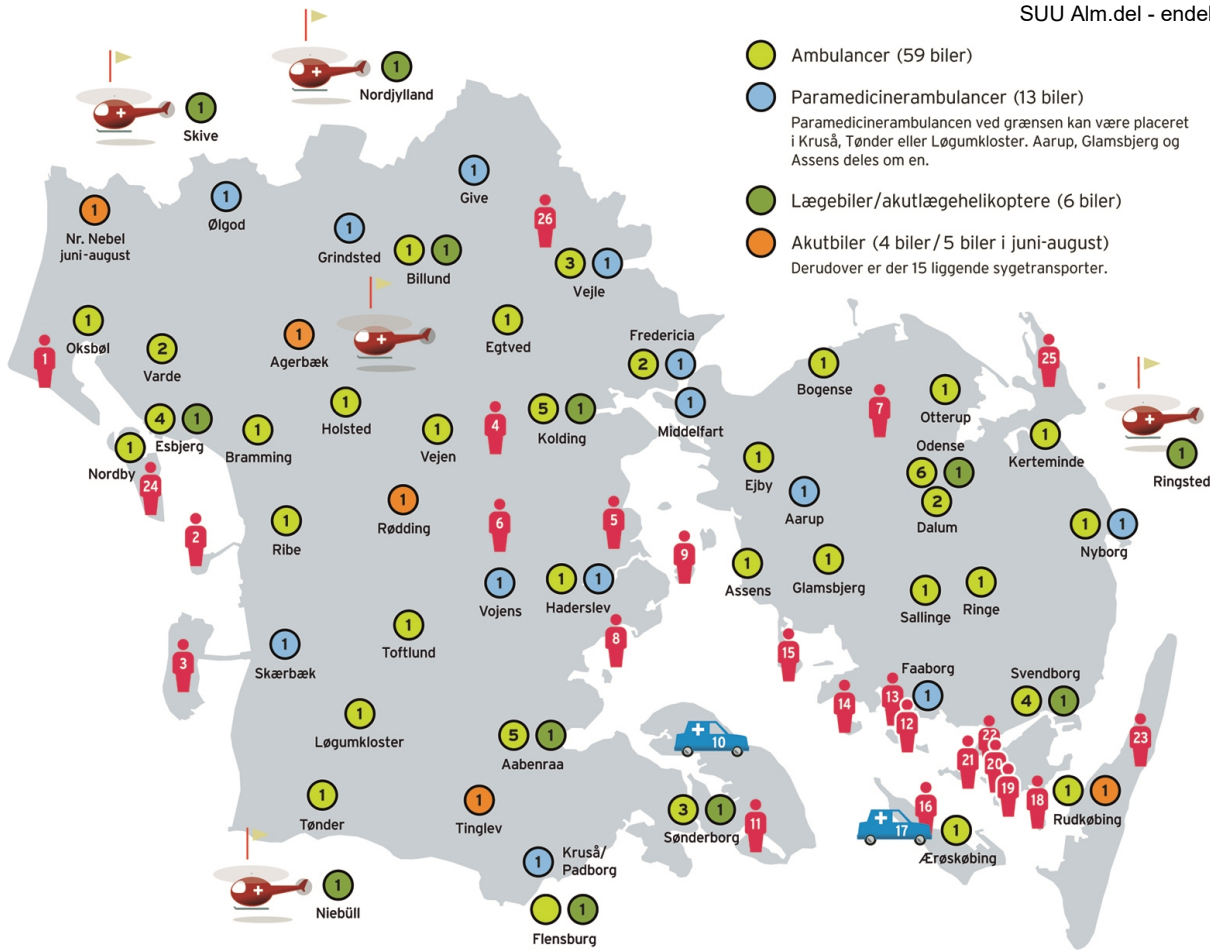 SUU Alm.del - endel
Ambulancer (59 biler)
Paramedicinerambulancer (13 biler)
Paramedicinerambulancen ved grænsen kan være placeret
i Kruså, Tønder eller Løgumkloster. Aarup, Glamsbjerg og
Assens deles om en.
Lægebiler/akutlægehelikoptere (6 biler)
Akutbiler (4 biler/5 biler i juni-august)
Derudover er der 15 liggende sygetransporter.
1
Nordjylland
1
Skive
1
Give
1
Ølgod
1
Nr. Nebel
juni-august
26
1
Grindsted
1 1
Billund
3 1
Vejle
1
Oksbøl
2
Varde
1
Agerbæk
1
Egtved
Fredericia
2 1
1
1
Bogense
25
7
1
Otterup
1
Holsted
4
5 1
Kolding
1
Middelfart
4 1
Esbjerg
1
Bramming
1
Vejen
1
Nordby
24
1
Kerteminde
1
Ringsted
Odense
6 1
2
Dalum
1
Ejby
1
Aarup
1 1
Nyborg
1
Rødding
1
Ribe
2
6
5
9
1
Vojens
1 1
Haderslev
1
Assens
1
Glamsbjerg
1
Sallinge
1
Ringe
1
Toftlund
8
15
3
1
Skærbæk
Faaborg
1
Svendborg
4 1
14
13
12
1
Løgumkloster
5 1
Aabenraa
10
22
21
20
19
18
23
1
Tønder
1
Tinglev
3 1
Sønderborg
11
16
17
1
Ærøskøbing
1 1
Rudkøbing
1
Kruså/
Padborg
1
Niebüll
1
Flensburg